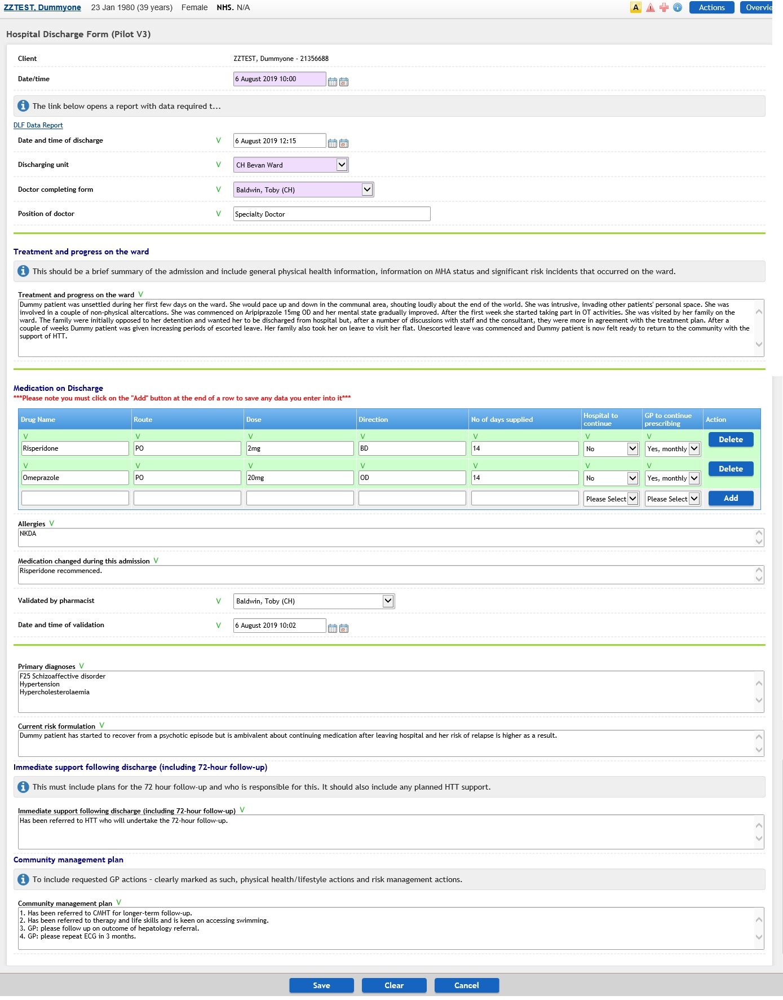 ZZTEST, Dummyone 23 Jan 1980 (39 years) Female NHS. N/A A Actions Overvie
Hospital Discharge Form (Pilot V3)
Client ZZTEST, Dummyone - 21356688
Date/time 6 August 2019 10:00
The link below opens a report with data required t...
DLF Data Report
Date and time of discharge V 6 August 2019 12:15
Discharging unit V CH Bevan Ward
Doctor completing form V Baldwin, Toby (CH)
Position of doctor V Specialty Doctor
Treatment and progress on the ward
This should be a brief summary of the admission and include general physical health information, information on MHA status and significant risk incidents that occurred on the ward.
Treatment and progress on the ward V
Dummy patient was unsettled during her first few days on the ward. She would pace up and down in the communal area, shouting loudly about the end of the world. She was intrusive, invading other patients' personal space. She was
involved in a couple of non-physical altercations. She was commenced on Aripiprazole 15mg OD and her mental state gradually improved. After the first week she started taking part in OT activities. She was visited by her family on the
ward. The family were initially opposed to her detention and wanted her to be discharged from hospital but, after a number of discussions with staff and the consultant, they were more in agreement with the treatment plan. After a
couple of weeks Dummy patient was given increasing periods of escorted leave. Her family also took her on leave to visit her flat. Unescorted leave was commenced and Dummy patient is now felt ready to return to the community with the
support of HTT.
Medication on Discharge
***Please note you must click on the "Add" button at the end of a row to save any data you enter into it***
Drug Name Route Dose Direction No of days supplied Hospital to continue GP to continue prescribing Action
V V V V V V V
Risperidone PO 2mg BD 14 No Yes, monthly Delete
V V V V V V V
Omeprazole PO 20mg OD 14 No Yes, monthly Delete
Please Select Please Select Add
Allergies V
NKDA
Medication changed during this admission V
Risperidone recommenced.
Validated by pharmacist V Baldwin, Toby (CH)
Date and time of validation V 6 August 2019 10:02
Primary diagnoses V
F25 Schizoaffective disorder
Hypertension
Hypercholesterolaemia
Current risk formulation V
Dummy patient has started to recover from a psychotic episode but is ambivalent about continuing medication after leaving hospital and her risk of relapse is higher as a result.
Immediate support following discharge (including 72-hour follow-up)
This must include plans for the 72 hour follow-up and who is responsible for this. It should also include any planned HTT support.
Immediate support following discharge (including 72-hour follow-up) V
Has been referred to HTT who will undertake the 72-hour follow-up.
Community management plan
To include requested GP actions - clearly marked as such, physical health/lifestyle actions and risk management actions.
Community management plan V
1. Has been referred to CMHT for longer-term follow-up.
2. Has been referred to therapy and life skills and is keen on accessing swimming.
3. GP: please follow up on outcome of hepatology referral.
4. GP: please repeat ECG in 3 months.
Save Clear Cancel